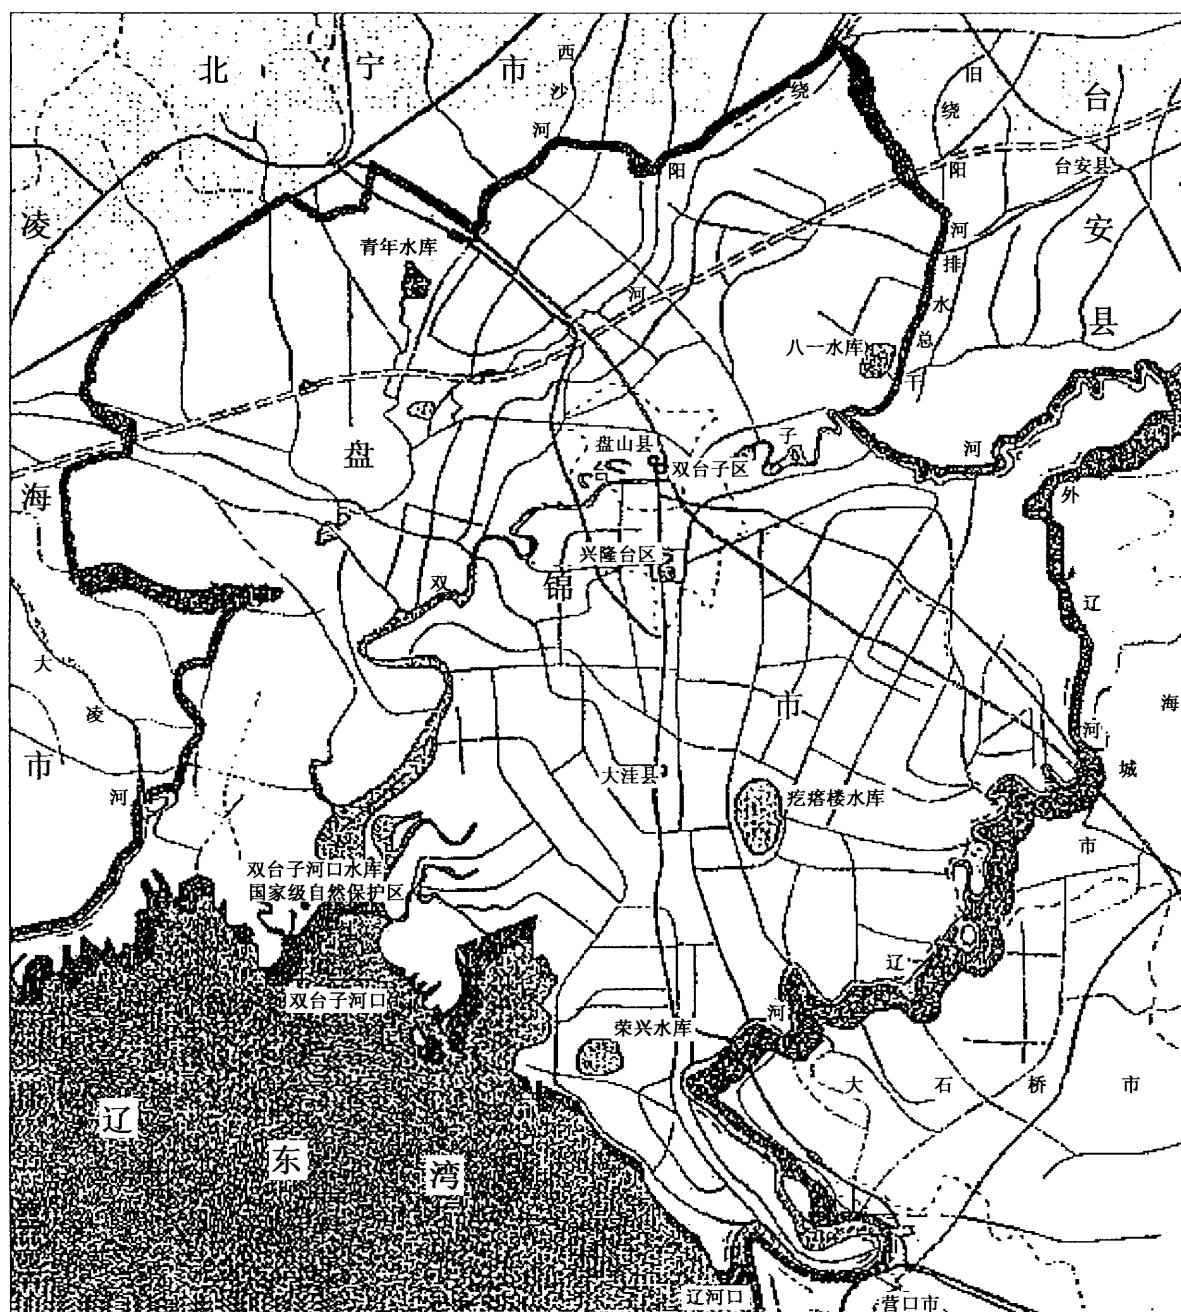 北宁市
西沙河
绕阳河
旧绕阳河排水总干
台安县
台安县
凌海市
青年水库
八一水库
盘锦市
盘山县
双台子区
双台子河
兴隆台区
外辽河
大凌河
海城市
大洼县
疙瘩楼水库
双台子河口水库
国家级自然保护区
双台子河口
辽河
荣兴水库
大石桥市
辽东湾
辽河口
营口市